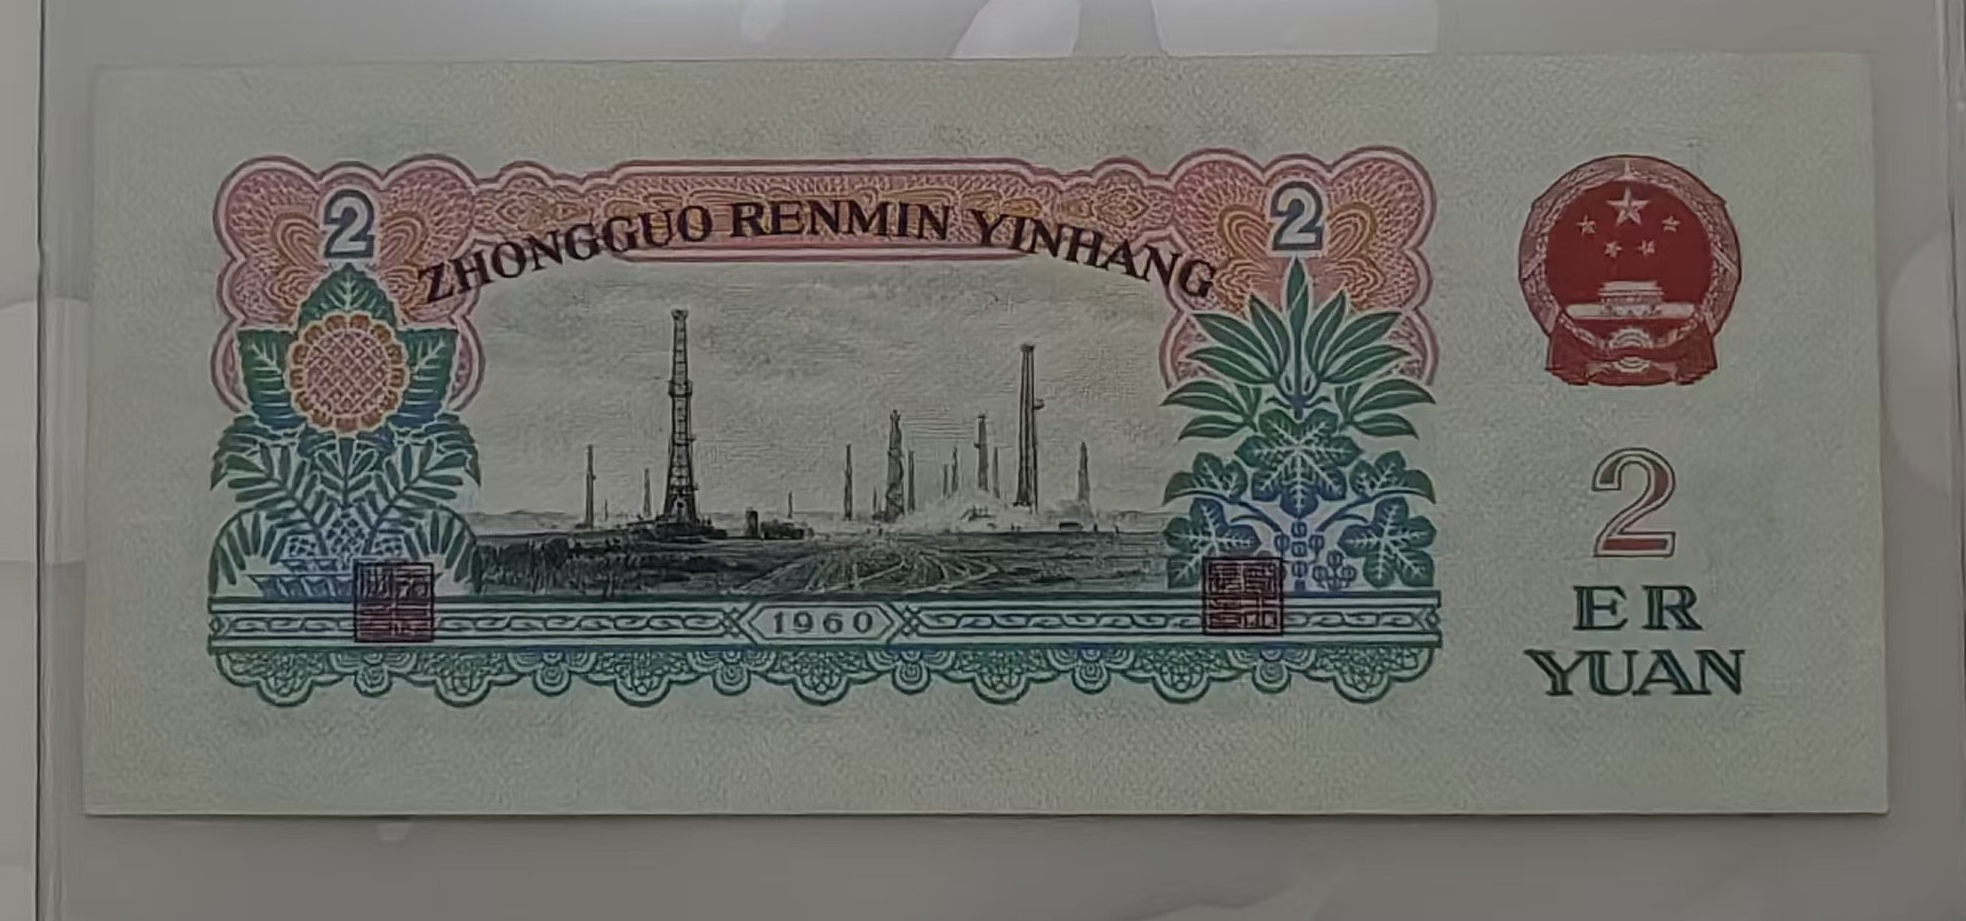 2
2
ZHONGGUO RENMIN YINHANG
1960
2
ER
YUAN